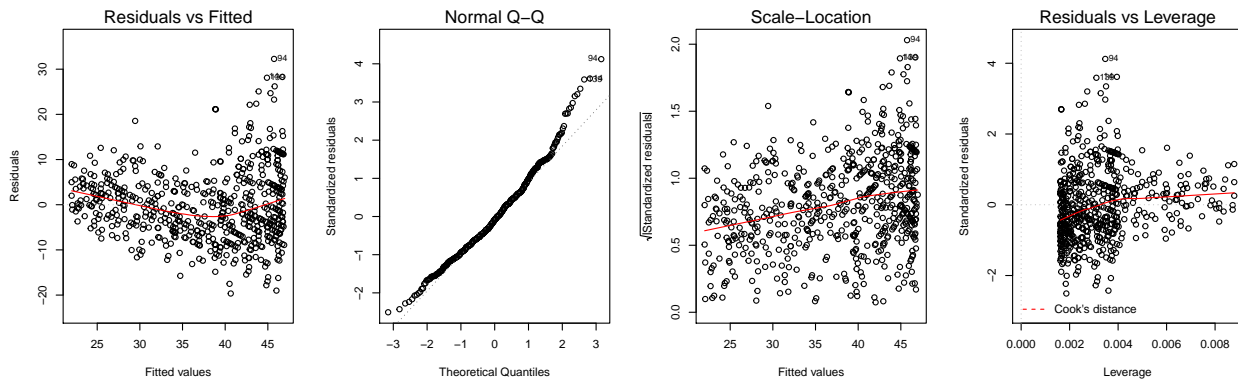 Residuals vs Fitted
Residuals
30
20
10
0
−10
−20
25 30 35 40 45
Fitted values
94
Normal Q−Q
Standardized residuals
4
3
2
1
0
−1
−2
−3 −2 −1 0 1 2 3
Theoretical Quantiles
94
Scale−Location
√|Standardized residuals|
2.0
1.5
1.0
0.5
0.0
25 30 35 40 45
Fitted values
94
Residuals vs Leverage
Standardized residuals
4
2
0
−2
0.000 0.002 0.004 0.006 0.008
Leverage
94
Cook's distance